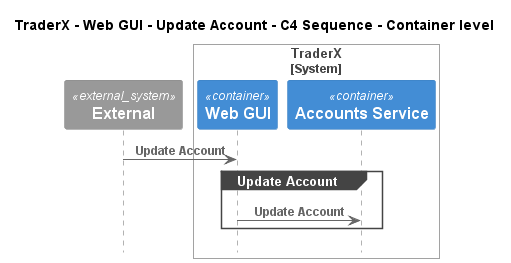 TraderX - Web GUI - Update Account - C4 Sequence - Container level
TraderX
[System]
«external_system»
External
«container»
Web GUI
«container»
Accounts Service
Update Account
Update Account
Update Account